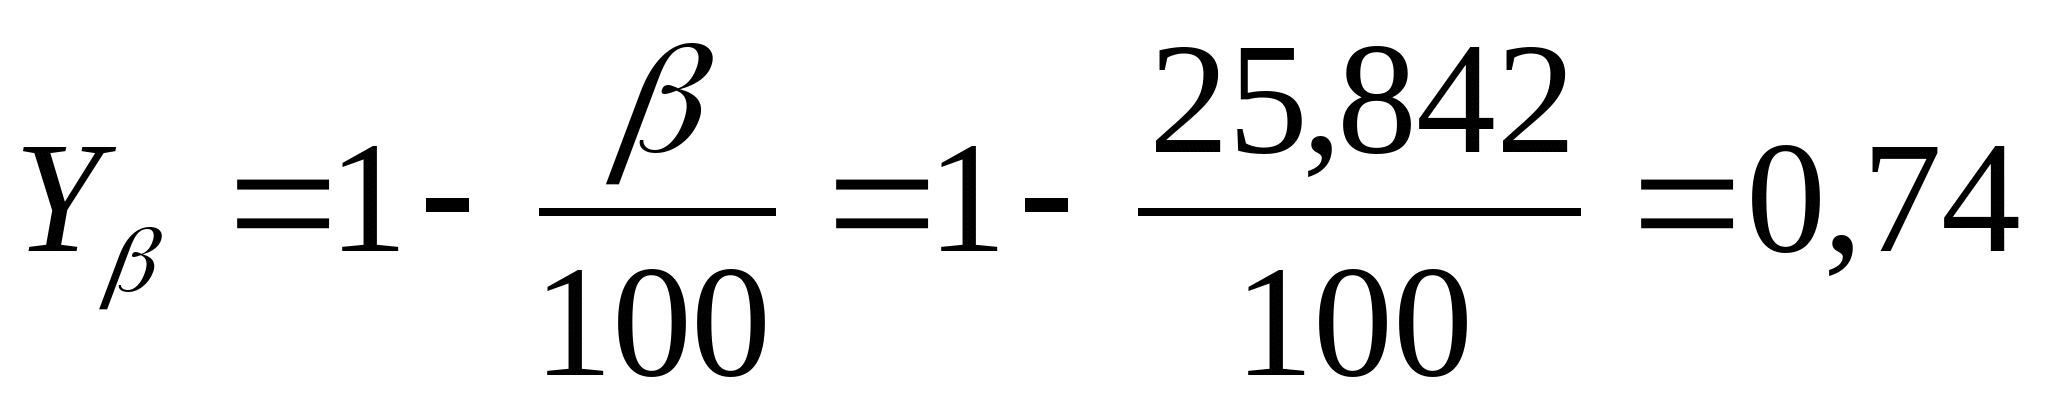 Y_β = 1 - β/100 = 1 - 25,842/100 = 0,74